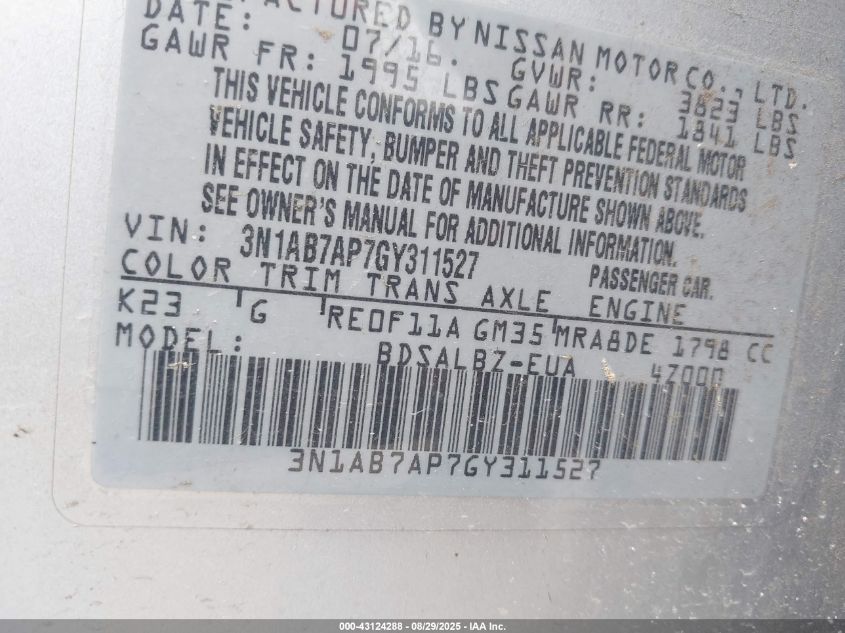 FACTURED BY NISSAN MOTOR CO., LTD.
DATE: 07/16. GVWR: 3823 LBS
GAWR FR: 1995 LBS GAWR RR: 1841 LBS
THIS VEHICLE CONFORMS TO ALL APPLICABLE FEDERAL MOTOR
VEHICLE SAFETY, BUMPER AND THEFT PREVENTION STANDARDS
IN EFFECT ON THE DATE OF MANUFACTURE SHOWN ABOVE.
SEE OWNER'S MANUAL FOR ADDITIONAL INFORMATION.
VIN: 3N1AB7AP7GY311527 PASSENGER CAR.
COLOR TRIM TRANS AXLE ENGINE
K23 G RE0F11A GM35 MRA8DE 1798 CC
MODEL: BDSALBZ-EUA 4Z000
3N1AB7AP7GY311527
000-43124288 - 08/29/2025 - IAA Inc.